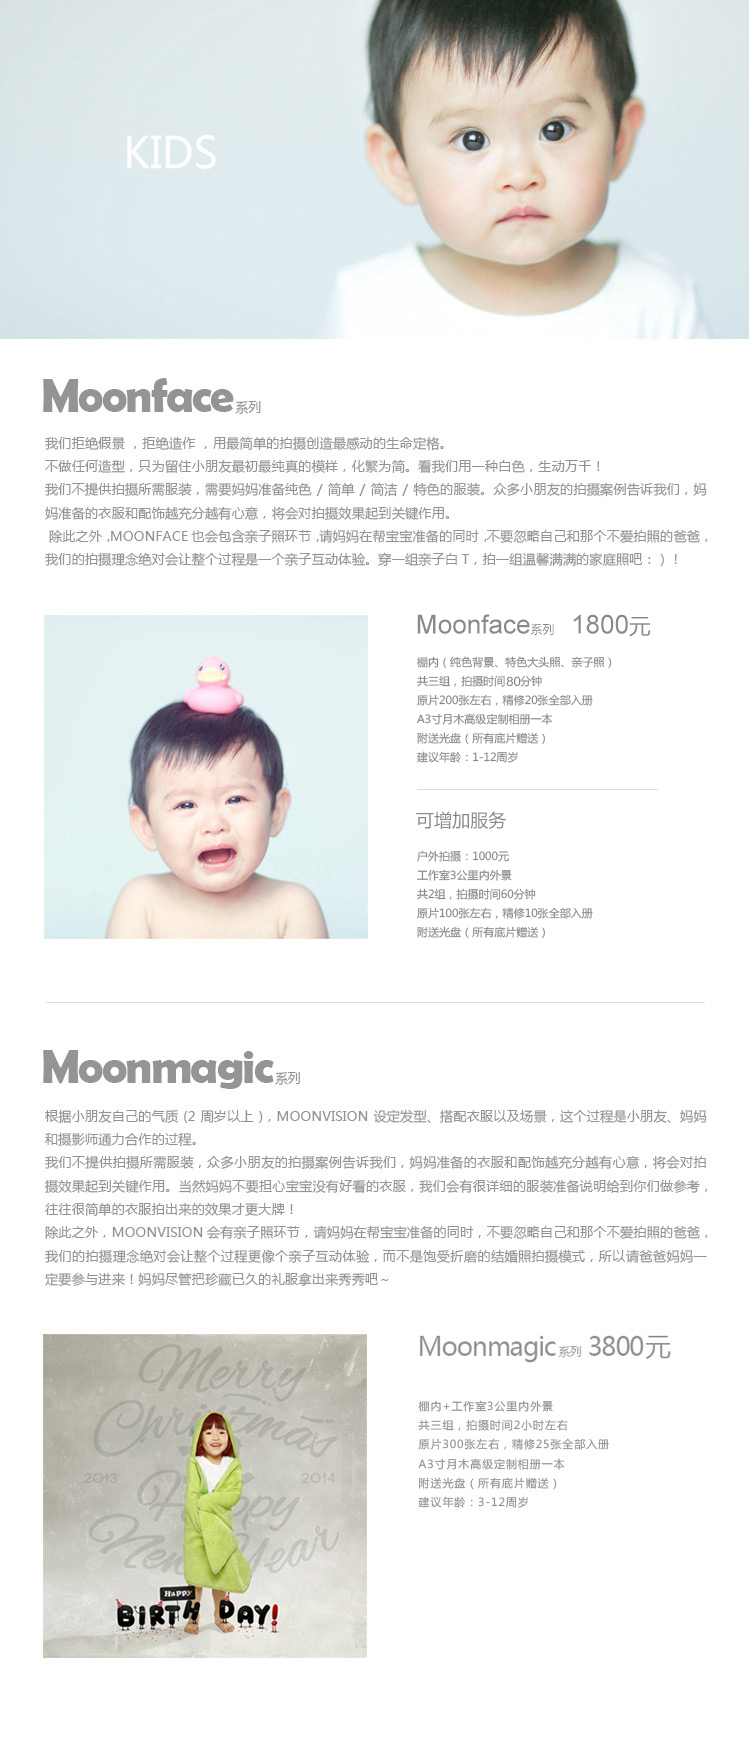 KIDS
Moonface系列
我们拒绝假景 ，拒绝造作 ，用最简单的拍摄创造最感动的生命定格。
不做任何造型，只为留住小朋友最初最纯真的模样，化繁为简。看我们用一种白色，生动万千！
我们不提供拍摄所需服装，需要妈妈准备纯色 / 简单 / 简洁 / 特色的服装。众多小朋友的拍摄案例告诉我们，妈
妈准备的衣服和配饰越充分越有心意，将会对拍摄效果起到关键作用。
除此之外 ,MOONFACE 也会包含亲子照环节 ,请妈妈在帮宝宝准备的同时 ,不要忽略自己和那个不爱拍照的爸爸，
我们的拍摄理念绝对会让整个过程是一个亲子互动体验。穿一组亲子白 T，拍一组温馨满满的家庭照吧：）！
Moonface系列 1800元
棚内（纯色背景、特色大头照、亲子照）
共三组，拍摄时间80分钟
原片200张左右，精修20张全部入册
A3寸月木高级定制相册一本
附送光盘（所有底片赠送）
建议年龄：1-12周岁
可增加服务
户外拍摄：1000元
工作室3公里内外景
共2组，拍摄时间60分钟
原片100张左右，精修10张全部入册
附送光盘（所有底片赠送）
Moonmagic系列
根据小朋友自己的气质 (2 周岁以上 )，MOONVISION 设定发型、搭配衣服以及场景，这个过程是小朋友、妈妈
和摄影师通力合作的过程。
我们不提供拍摄所需服装，众多小朋友的拍摄案例告诉我们，妈妈准备的衣服和配饰越充分越有心意，将会对拍
摄效果起到关键作用。当然妈妈不要担心宝宝没有好看的衣服，我们会有很详细的服装准备说明给到你们做参考，
往往很简单的衣服拍出来的效果才更大牌！
除此之外，MOONVISION 会有亲子照环节，请妈妈在帮宝宝准备的同时，不要忽略自己和那个不爱拍照的爸爸，
我们的拍摄理念绝对会让整个过程更像个亲子互动体验，而不是饱受折磨的结婚照拍摄模式，所以请爸爸妈妈一
定要参与进来！妈妈尽管把珍藏已久的礼服拿出来秀秀吧～
Merry
Christmas
2013 2014
Happy
New Year
Happy
BIRTH DAY!
Moonmagic系列 3800元
棚内+工作室3公里内外景
共三组，拍摄时间2小时左右
原片300张左右，精修25张全部入册
A3寸月木高级定制相册一本
附送光盘（所有底片赠送）
建议年龄：3-12周岁